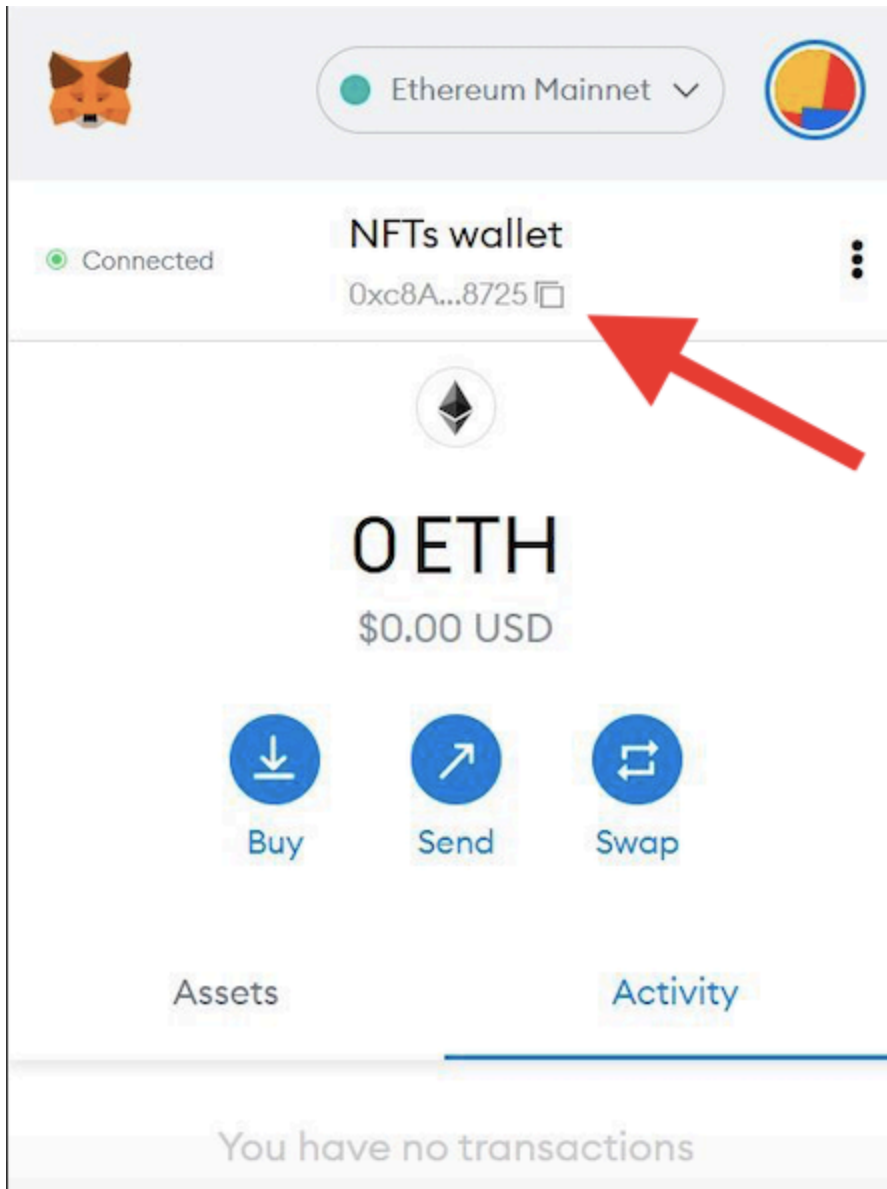 Ethereum Mainnet
Connected
NFTs wallet
0xc8A...8725
0 ETH
$0.00 USD
Buy Send Swap
Assets Activity
You have no transactions